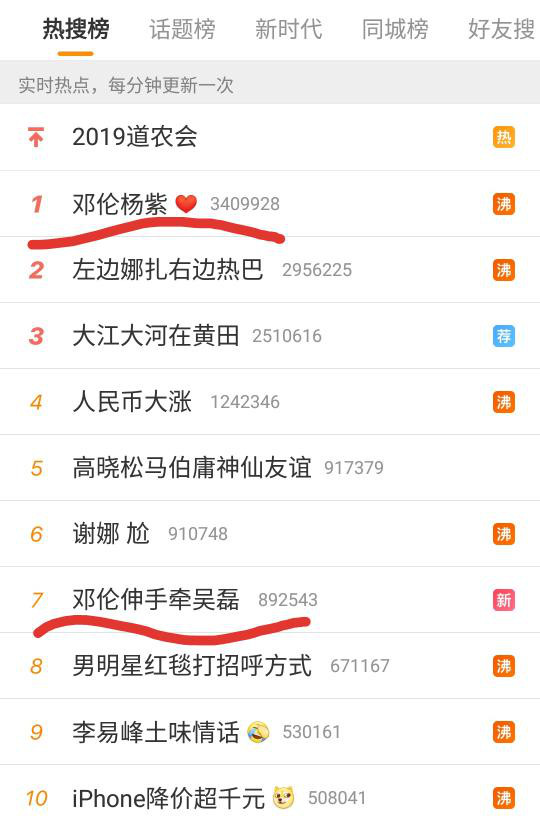 热搜榜 话题榜 新时代 同城榜 好友搜
实时热点，每分钟更新一次
2019道农会 热
1 邓伦杨紫 ❤️ 3409928 沸
2 左边娜扎右边热巴 2956225 沸
3 大江大河在黄田 2510616 荐
4 人民币大涨 1242346 沸
5 高晓松马伯庸神仙友谊 917379
6 谢娜 尬 910748 沸
7 邓伦伸手牵吴磊 892543 新
8 男明星红毯打招呼方式 671167 沸
9 李易峰土味情话 🤣 530161 沸
10 iPhone降价超千元 508041 沸